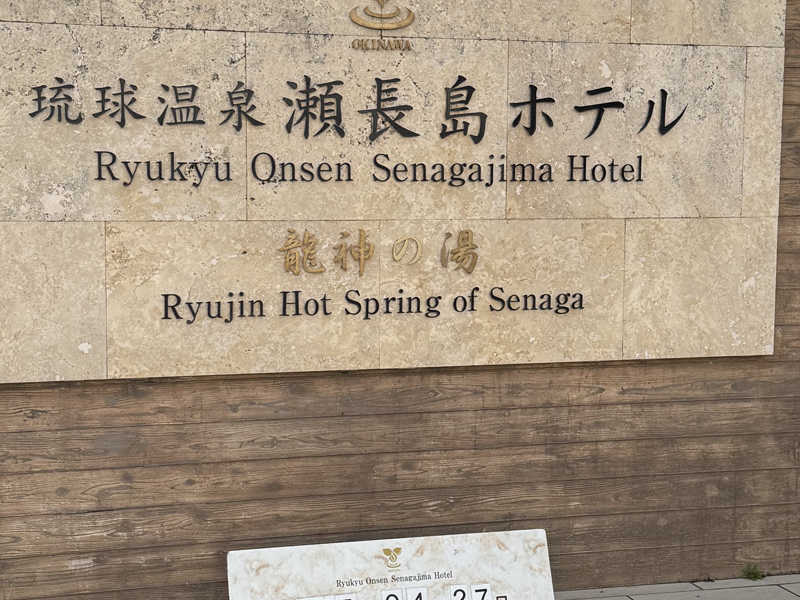 OKINAWA
琉球温泉 瀬長島ホテル
Ryukyu Onsen Senagajima Hotel
龍神の湯
Ryujin Hot Spring of Senaga
Ryukyu Onsen Senagajima Hotel